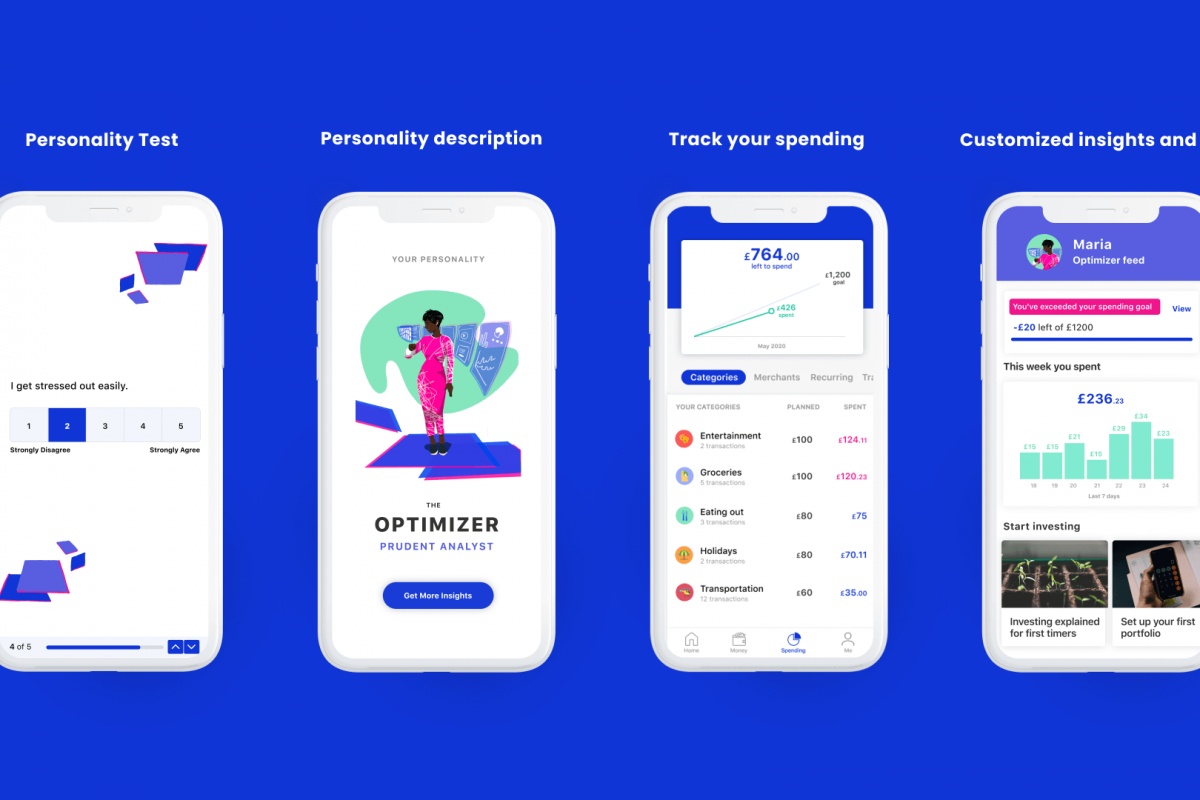 Personality Test
I get stressed out easily.
1 2 3 4 5
Strongly Disagree Strongly Agree
4 of 5
Personality description
YOUR PERSONALITY
THE
OPTIMIZER
PRUDENT ANALYST
Get More Insights
Track your spending
£764.00
left to spend
£1,200
goal
£426
spent
May 2020
Categories Merchants Recurring Tra
YOUR CATEGORIES PLANNED SPENT
Entertainment £100 £124.11
2 transactions
Groceries £100 £120.23
5 transactions
Eating out £80 £75
3 transactions
Holidays £80 £70.11
2 transactions
Transportation £60 £35.00
12 transactions
Home Money Spending Me
Customized insights and
Maria
Optimizer feed
You've exceeded your spending goal View
-£20 left of £1200
This week you spent
£236.23
£15 £15 £21 £15 £29 £34 £23
18 19 20 21 22 23 24
Last 7 days
Start investing
Investing explained
for first timers
Set up your first
portfolio